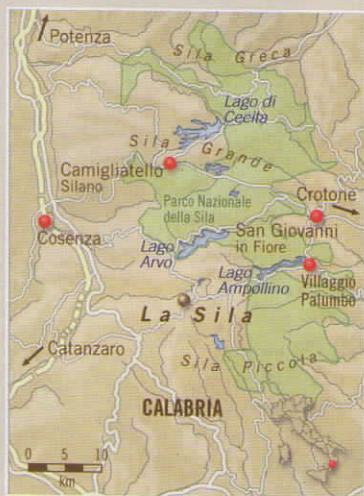 Potenza
Sila Greca
Lago di
Cecita
Sila Grande
Camigliatello
Silano
Parco Nazionale
della Sila
Crotone
San Giovanni
in Fiore
Cosenza
Lago
Arvo
Lago
Ampollino
Villaggio
Palumbo
La Sila
Catanzaro
Sila Piccola
CALABRIA
0 5 10
km